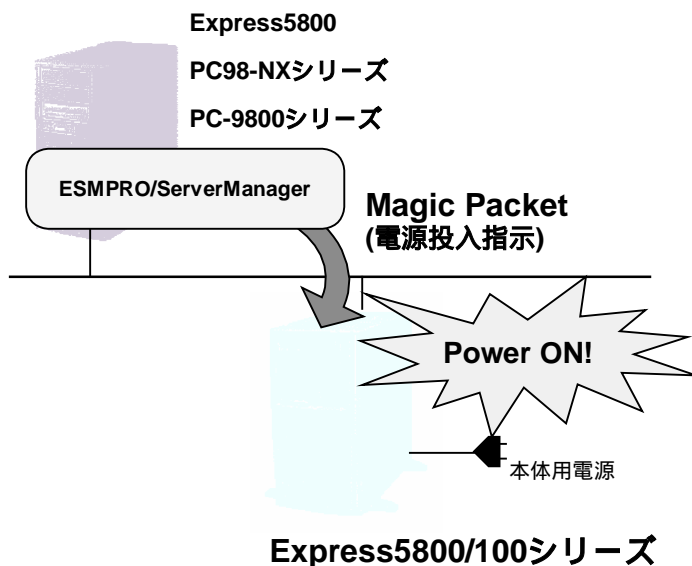 Express5800
PC98-NXシリーズ
PC-9800シリーズ
ESMPRO/ServerManager
Magic Packet
(電源投入指示)
Power ON!
本体用電源
Express5800/100シリーズ